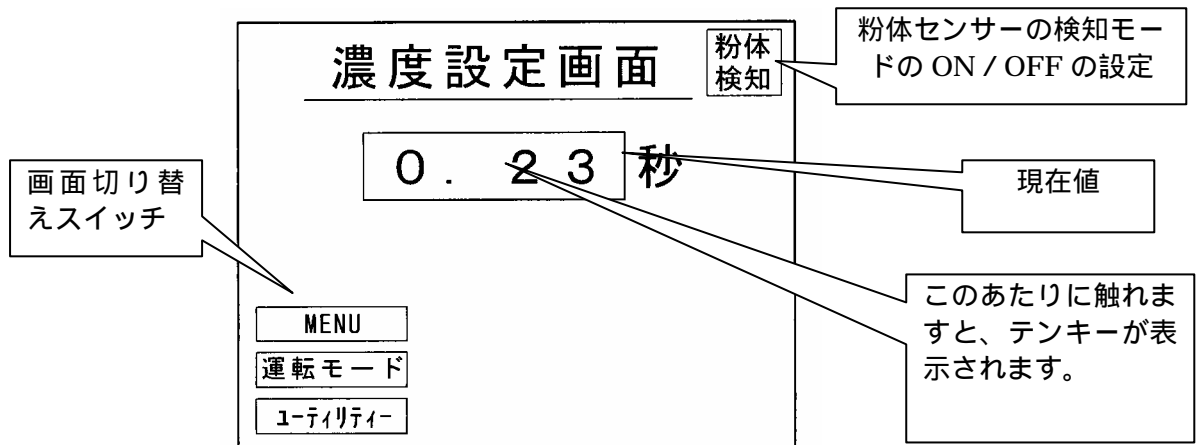 濃度設定画面
粉体
検知
粉体センサーの検知モー
ドの ON / OFF の設定
0. 23 秒
現在値
画面切り替
えスイッチ
このあたりに触れま
すと、テンキーが表
示されます。
MENU
運転モード
ユーティリティー